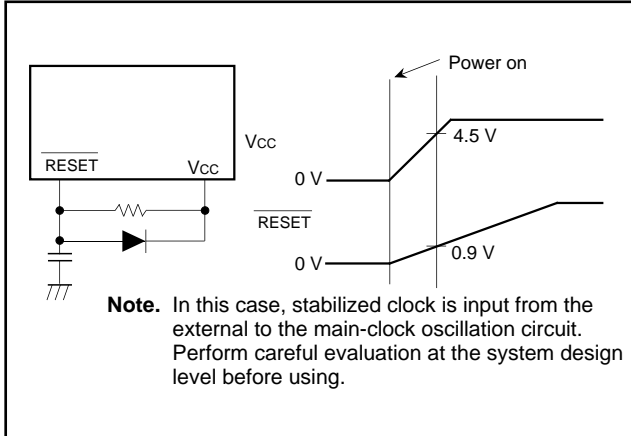 Power on
Vcc
4.5 V
RESET
Vcc
0 V
RESET
0.9 V
0 V
Note. In this case, stabilized clock is input from the
external to the main-clock oscillation circuit.
Perform careful evaluation at the system design
level before using.